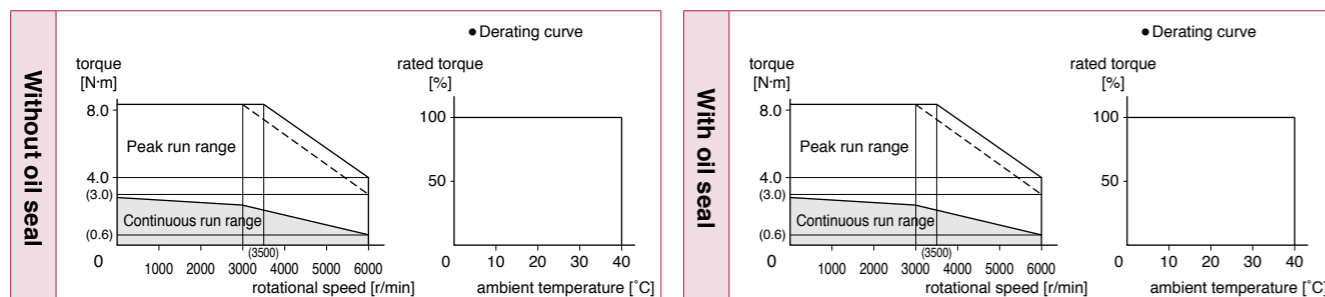 Without oil seal
● Derating curve
torque
[N·m]
8.0
4.0
(3.0)
(0.6)
0
Peak run range
Continuous run range
1000 2000 3000 (3500) 4000 5000 6000
rotational speed [r/min]
rated torque
[%]
100
50
0 10 20 30 40
ambient temperature [˚C]
With oil seal
● Derating curve
torque
[N·m]
8.0
4.0
(3.0)
(0.6)
0
Peak run range
Continuous run range
1000 2000 3000 (3500) 4000 5000 6000
rotational speed [r/min]
rated torque
[%]
100
50
0 10 20 30 40
ambient temperature [˚C]